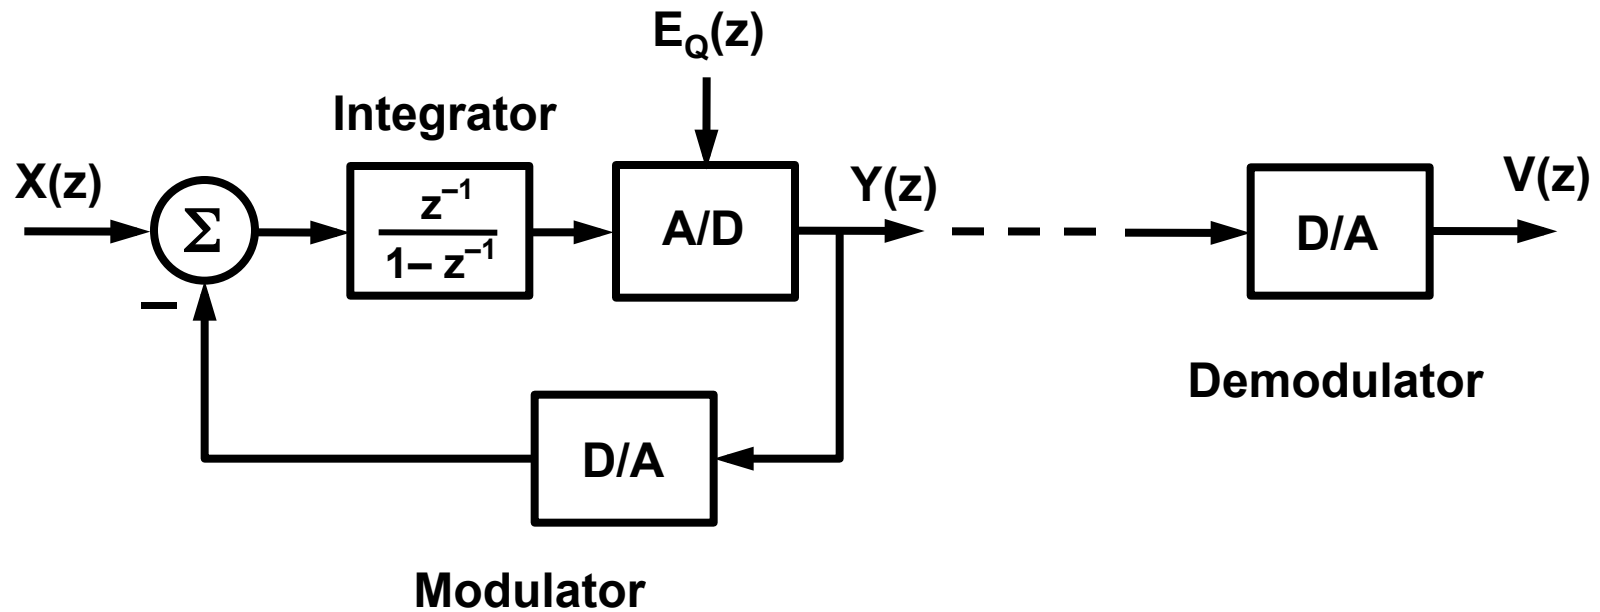 E_Q(z)
Integrator
X(z)
Σ
z⁻¹
1– z⁻¹
A/D
Y(z)
D/A
V(z)
–
Demodulator
D/A
Modulator